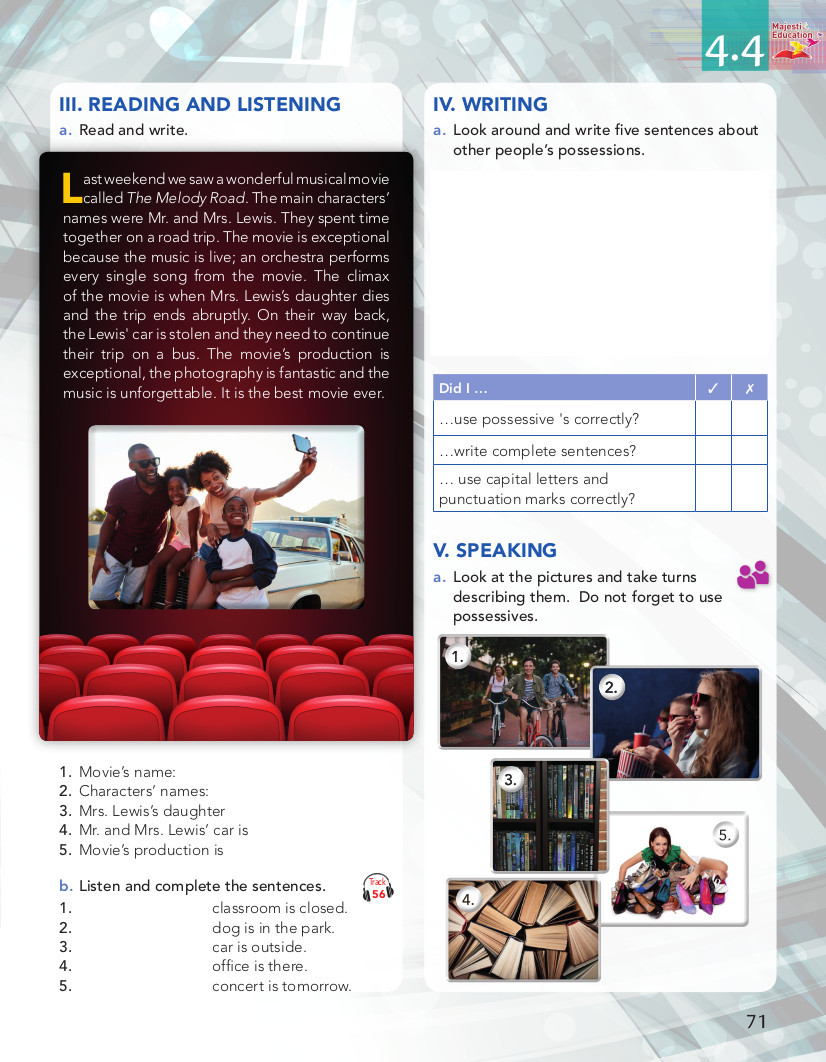 4.4
Majesti
Education
III. READING AND LISTENING
a. Read and write.
Last weekend we saw a wonderful musical movie
called The Melody Road. The main characters’
names were Mr. and Mrs. Lewis. They spent time
together on a road trip. The movie is exceptional
because the music is live; an orchestra performs
every single song from the movie. The climax
of the movie is when Mrs. Lewis’s daughter dies
and the trip ends abruptly. On their way back,
the Lewis' car is stolen and they need to continue
their trip on a bus. The movie’s production is
exceptional, the photography is fantastic and the
music is unforgettable. It is the best movie ever.
1. Movie’s name:
2. Characters’ names:
3. Mrs. Lewis’s daughter
4. Mr. and Mrs. Lewis’ car is
5. Movie’s production is
b. Listen and complete the sentences.
Track
56
1. classroom is closed.
2. dog is in the park.
3. car is outside.
4. office is there.
5. concert is tomorrow.
IV. WRITING
a. Look around and write five sentences about
other people’s possessions.
Did I … ✓ ✗
…use possessive 's correctly?
…write complete sentences?
… use capital letters and
punctuation marks correctly?
V. SPEAKING
a. Look at the pictures and take turns
describing them. Do not forget to use
possessives.
1.
2.
3.
5.
4.
71